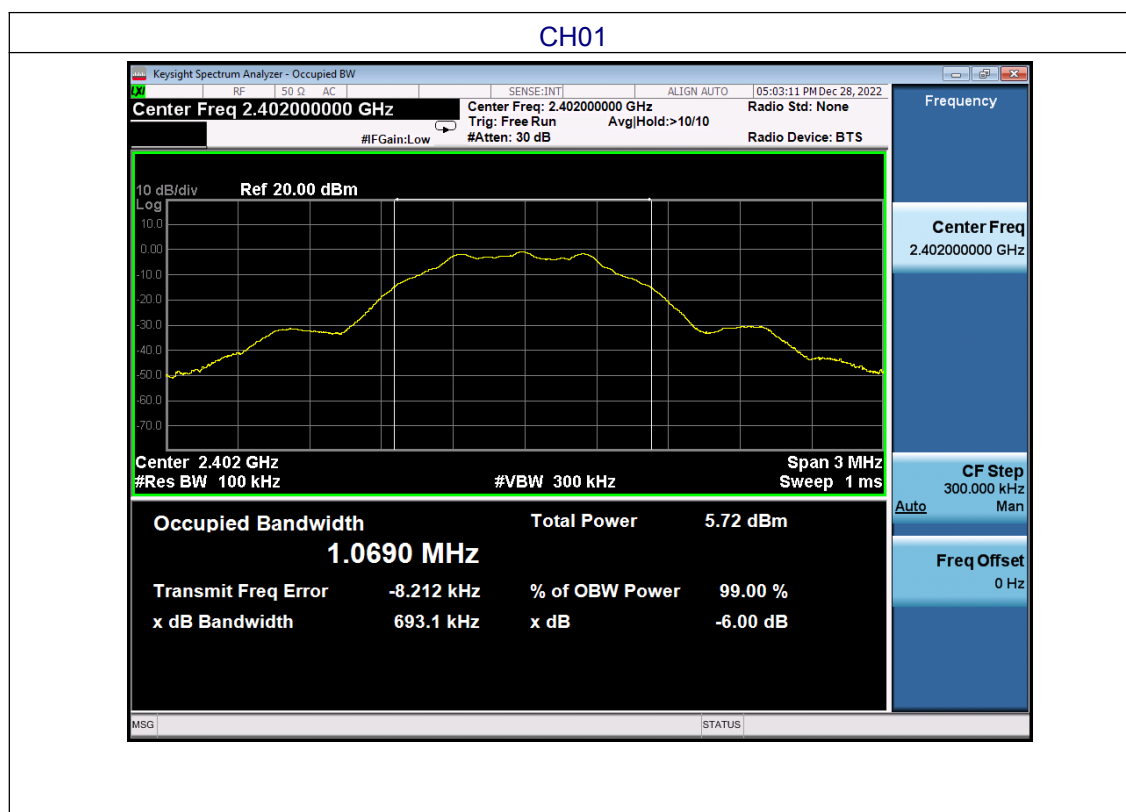 CH01
Keysight Spectrum Analyzer - Occupied BW
LXI RF 50 Ω AC SENSE:INT ALIGN AUTO 05:03:11 PM Dec 28, 2022
Center Freq 2.402000000 GHz
Center Freq: 2.402000000 GHz Radio Std: None
Trig: Free Run Avg|Hold:>10/10
#IFGain:Low #Atten: 30 dB Radio Device: BTS
10 dB/div Ref 20.00 dBm
Log
10.0
0.00
-10.0
-20.0
-30.0
-40.0
-50.0
-60.0
-70.0
Center 2.402 GHz Span 3 MHz
#Res BW 100 kHz #VBW 300 kHz Sweep 1 ms
Occupied Bandwidth Total Power 5.72 dBm
1.0690 MHz
Transmit Freq Error -8.212 kHz % of OBW Power 99.00 %
x dB Bandwidth 693.1 kHz x dB -6.00 dB
MSG STATUS
Frequency
Center Freq
2.402000000 GHz
CF Step
300.000 kHz
Auto Man
Freq Offset
0 Hz